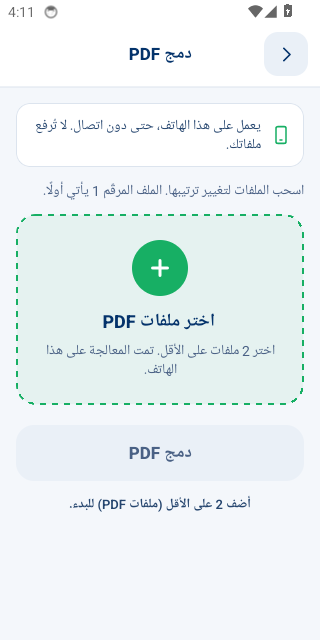 4:11
دمج PDF
يعمل على هذا الهاتف، حتى دون اتصال. لا تُرفع
ملفاتك.
اسحب الملفات لتغيير ترتيبها. الملف المرقّم 1 يأتي أولًا.
اختر ملفات PDF
اختر 2 ملفات على الأقل. تمت المعالجة على هذا
الهاتف.
دمج PDF
أضف 2 على الأقل (ملفات PDF) للبدء.